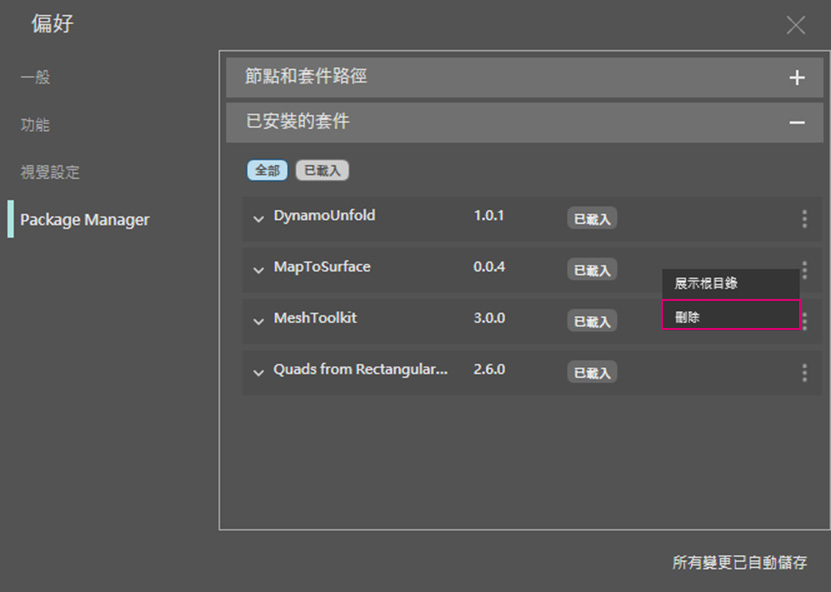 偏好
一般
功能
視覺設定
Package Manager
節點和套件路徑
已安裝的套件
全部 已載入
DynamoUnfold 1.0.1 已載入
MapToSurface 0.0.4 已載入
展示根目錄
MeshToolkit 3.0.0 已載入
刪除
Quads from Rectangular... 2.6.0 已載入
所有變更已自動儲存